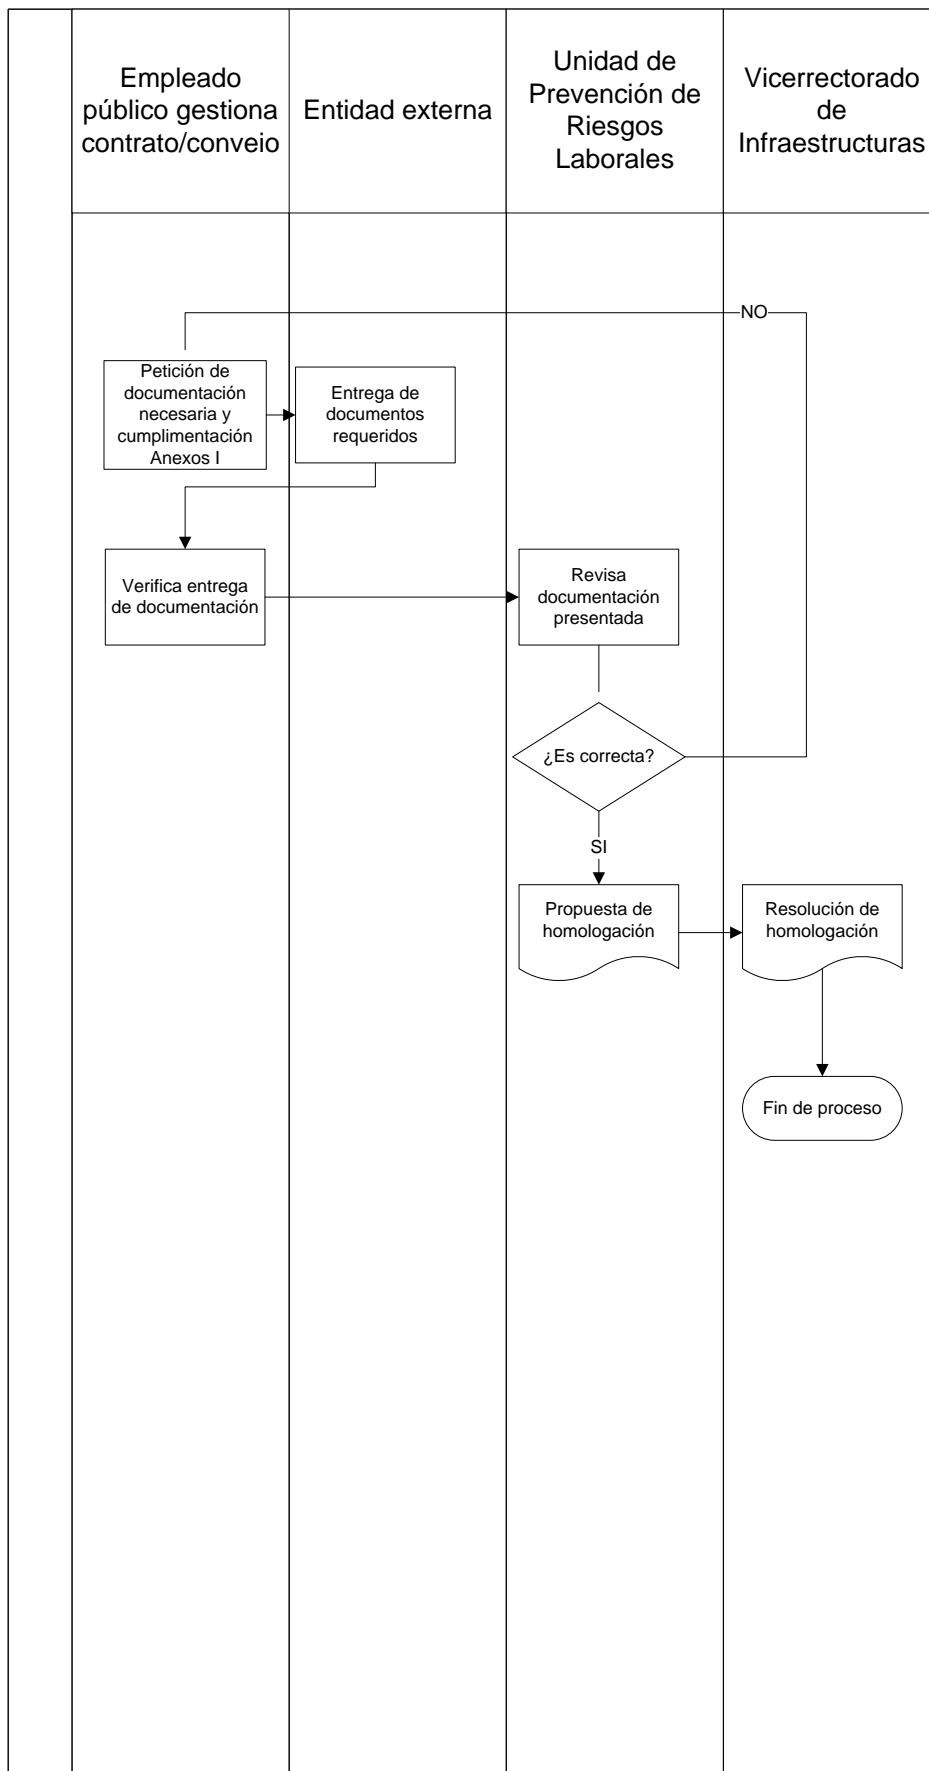 Empleado
público gestiona
contrato/conveio
Entidad externa
Unidad de
Prevención de
Riesgos
Laborales
Vicerrectorado
de
Infraestructuras
NO
Petición de
documentación
necesaria y
cumplimentación
Anexos I
Entrega de
documentos
requeridos
Verifica entrega
de documentación
Revisa
documentación
presentada
¿Es correcta?
SI
Propuesta de
homologación
Resolución de
homologación
Fin de proceso